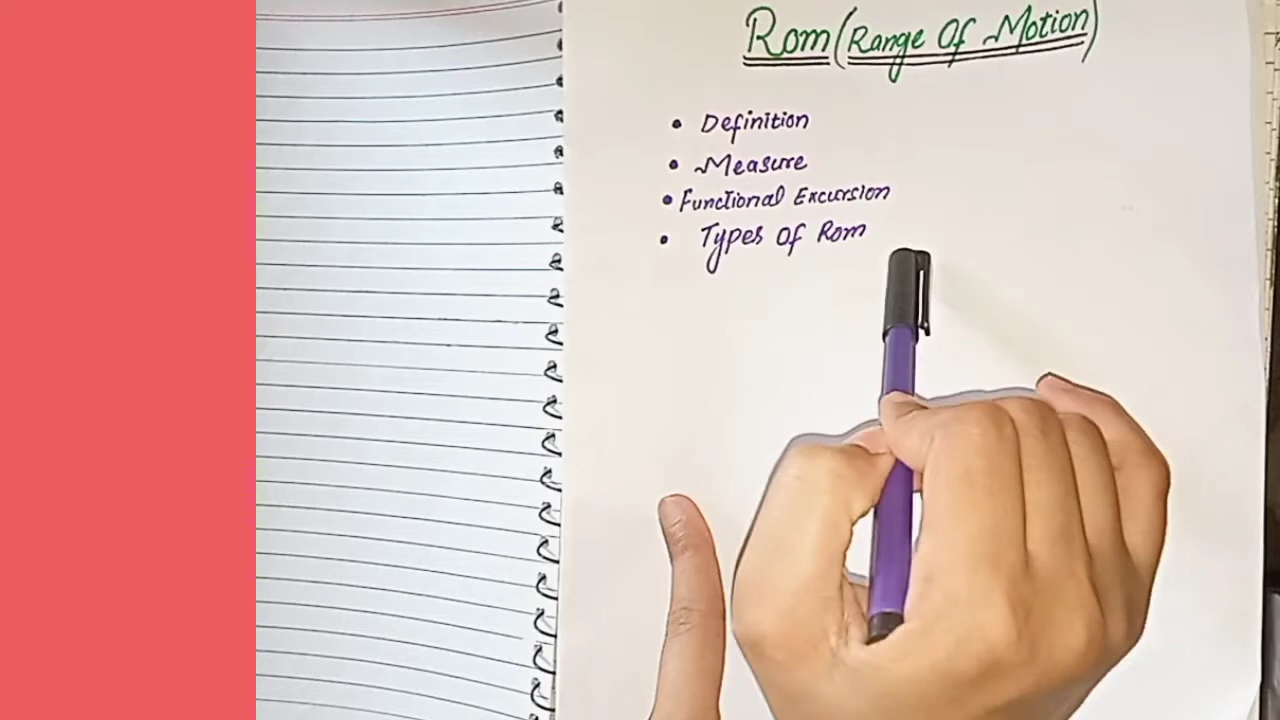 Rom (Range Of Motion)
• Definition
• Measure
• Functional Excursion
• Types Of Rom